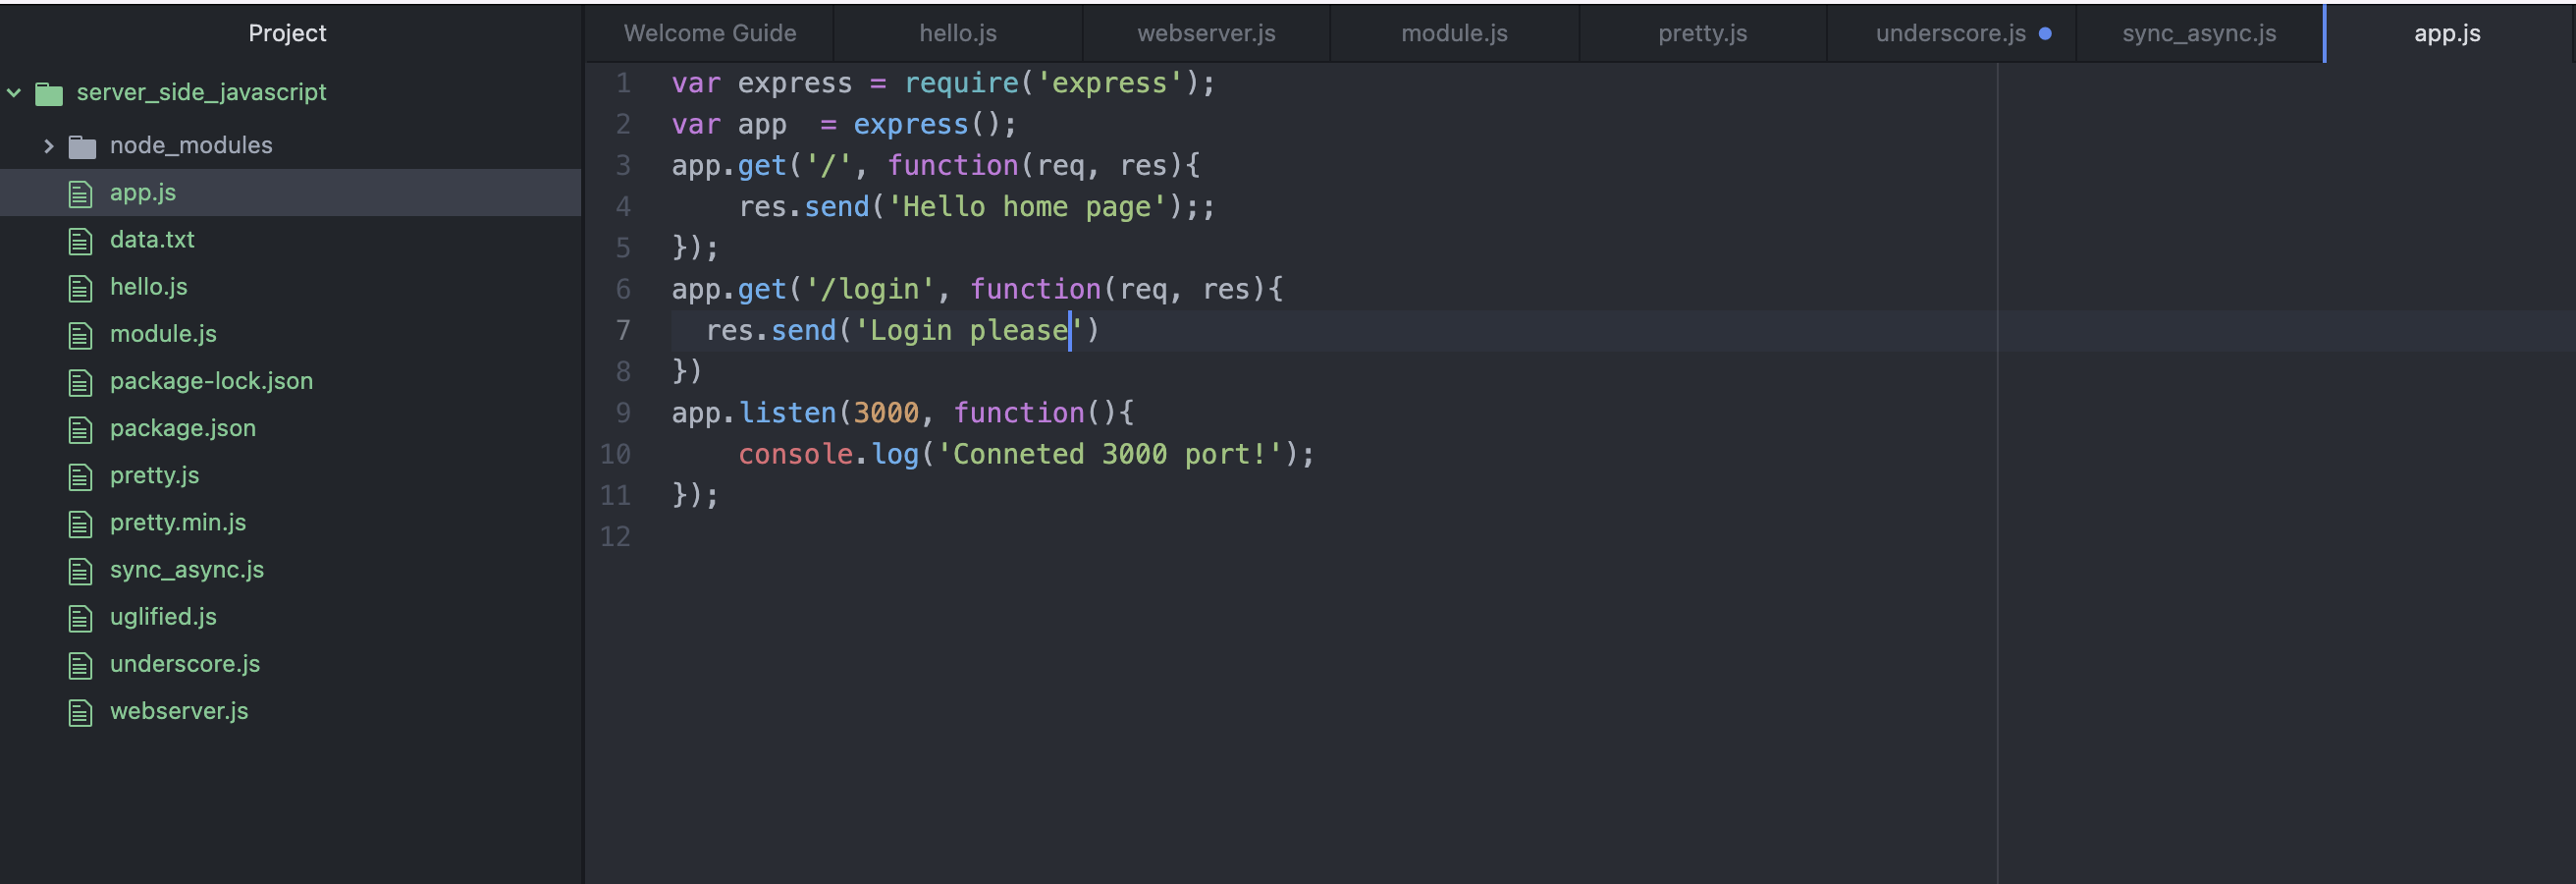 Project
server_side_javascript
node_modules
app.js
data.txt
hello.js
module.js
package-lock.json
package.json
pretty.js
pretty.min.js
sync_async.js
uglified.js
underscore.js
webserver.js
Welcome Guide hello.js webserver.js module.js pretty.js underscore.js sync_async.js app.js
1 var express = require('express');
2 var app  = express();
3 app.get('/', function(req, res){
4     res.send('Hello home page');;
5 });
6 app.get('/login', function(req, res){
7   res.send('Login please')
8 })
9 app.listen(3000, function(){
10     console.log('Conneted 3000 port!');
11 });
12